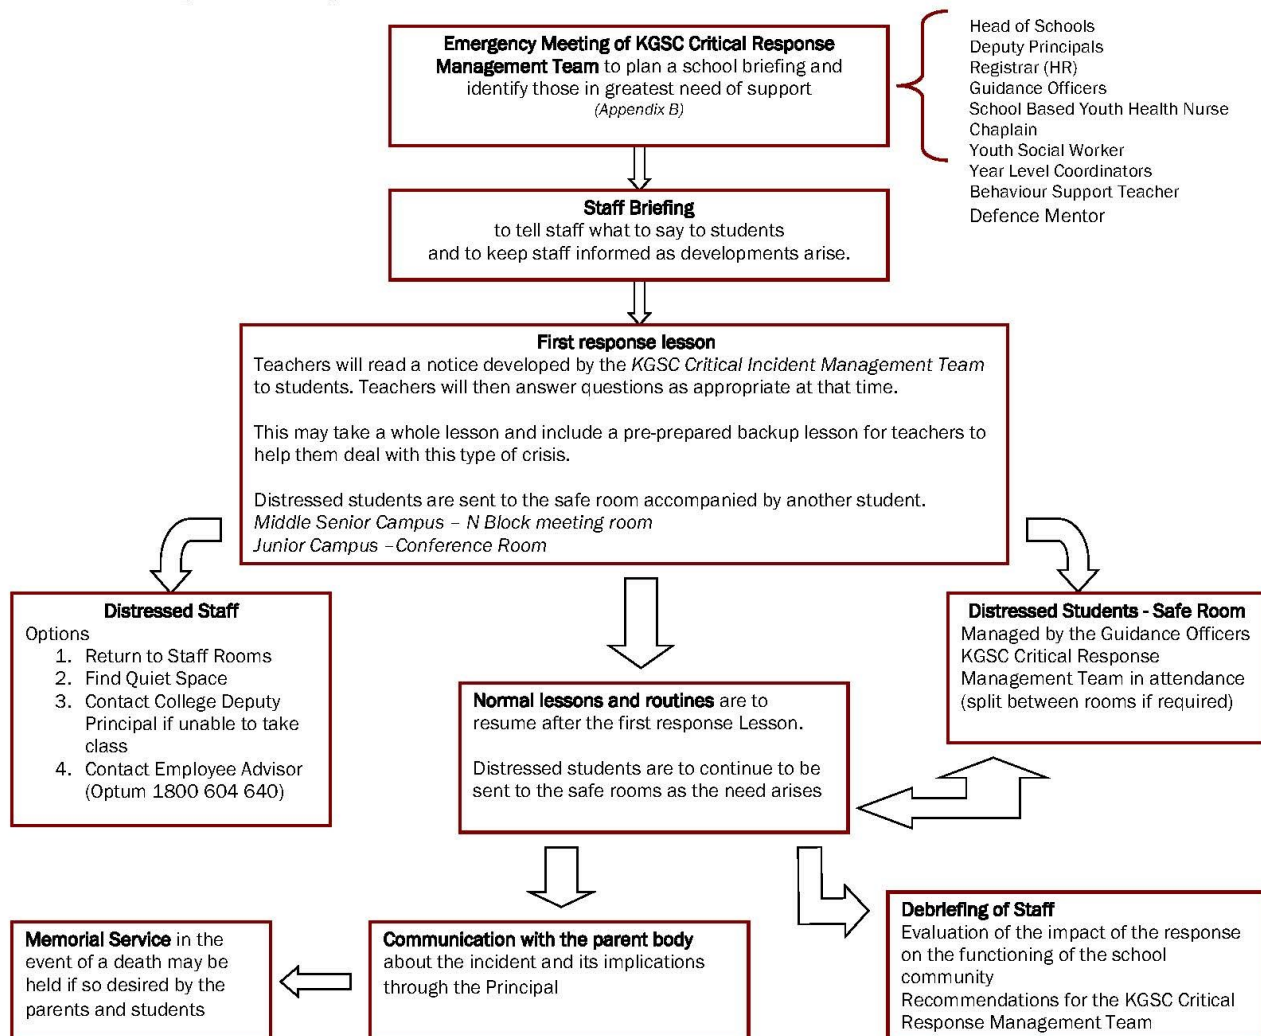 Emergency Meeting of KGSC Critical Response
Management Team to plan a school briefing and
identify those in greatest need of support
(Appendix B)
Head of Schools
Deputy Principals
Registrar (HR)
Guidance Officers
School Based Youth Health Nurse
Chaplain
Youth Social Worker
Year Level Coordinators
Behaviour Support Teacher
Defence Mentor
Staff Briefing
to tell staff what to say to students
and to keep staff informed as developments arise.
First response lesson
Teachers will read a notice developed by the KGSC Critical Incident Management Team
to students. Teachers will then answer questions as appropriate at that time.
This may take a whole lesson and include a pre-prepared backup lesson for teachers to
help them deal with this type of crisis.
Distressed students are sent to the safe room accompanied by another student.
Middle Senior Campus – N Block meeting room
Junior Campus –Conference Room
Distressed Staff
Options
1. Return to Staff Rooms
2. Find Quiet Space
3. Contact College Deputy
Principal if unable to take
class
4. Contact Employee Advisor
(Optum 1800 604 640)
Normal lessons and routines are to
resume after the first response Lesson.
Distressed students are to continue to be
sent to the safe rooms as the need arises
Distressed Students - Safe Room
Managed by the Guidance Officers
KGSC Critical Response
Management Team in attendance
(split between rooms if required)
Memorial Service in the
event of a death may be
held if so desired by the
parents and students
Communication with the parent body
about the incident and its implications
through the Principal
Debriefing of Staff
Evaluation of the impact of the response
on the functioning of the school
community
Recommendations for the KGSC Critical
Response Management Team